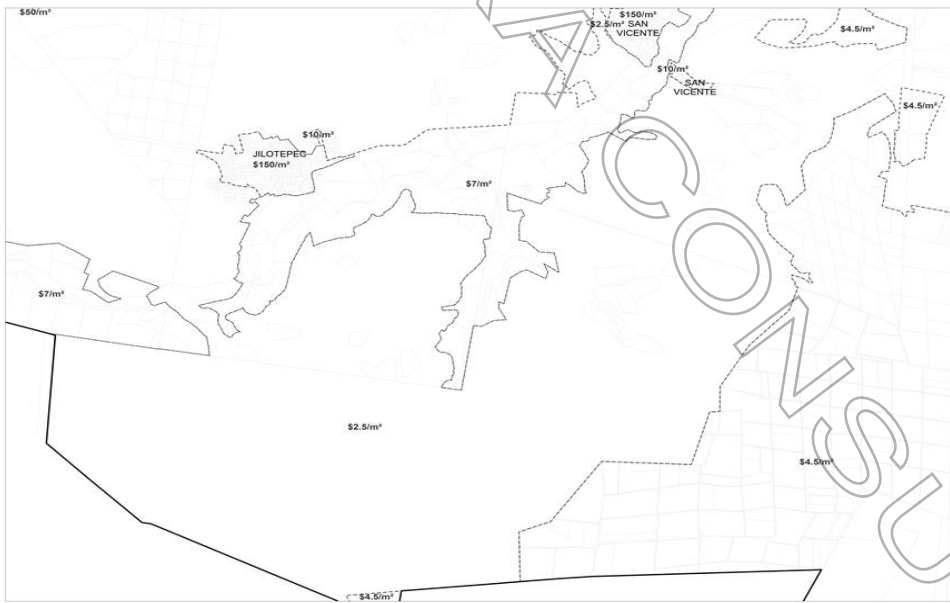 $50/m²
$150/m²
$2.5/m² SAN
VICENTE
$4.5/m²
$10/m²
SAN
VICENTE
$4.5/m²
$10/m²
JILOTEPEC
$150/m²
$7/m²
$7/m²
$2.5/m²
$4.5/m²
$4.5/m²
A CONSU